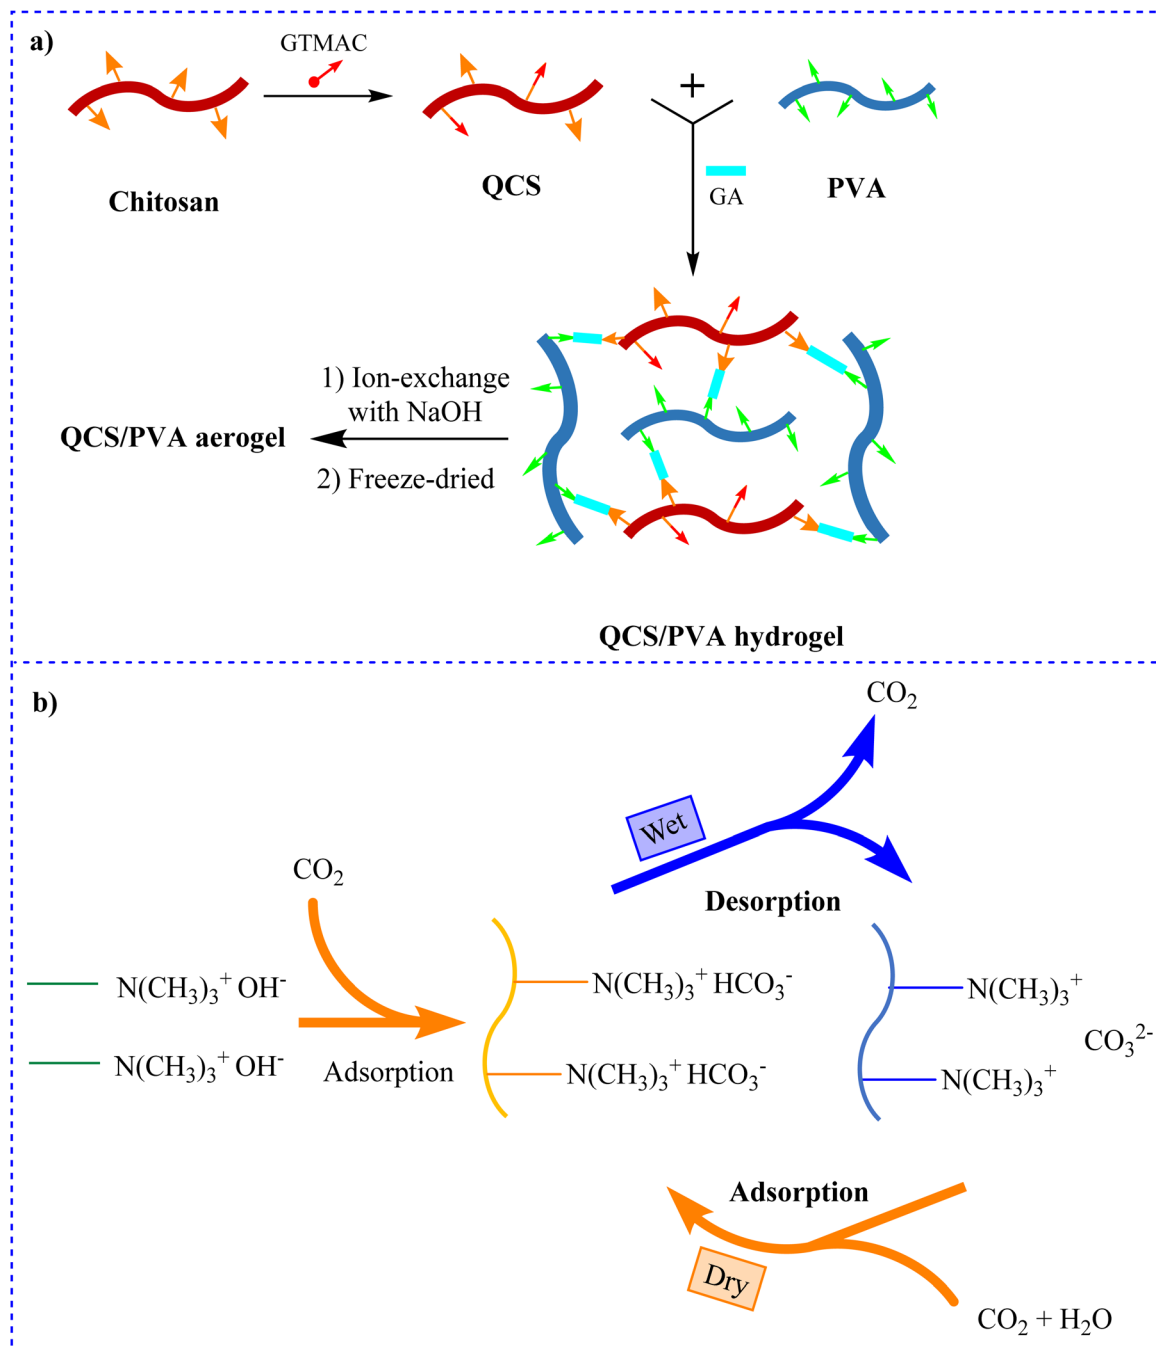 a)
GTMAC
+
Chitosan
QCS
PVA
GA
1) Ion-exchange
with NaOH
QCS/PVA aerogel
2) Freeze-dried
QCS/PVA hydrogel
b)
CO₂
Wet
Desorption
CO₂
N(CH₃)₃⁺ OH⁻
N(CH₃)₃⁺ OH⁻
Adsorption
N(CH₃)₃⁺ HCO₃⁻
N(CH₃)₃⁺ HCO₃⁻
N(CH₃)₃⁺
CO₃²⁻
N(CH₃)₃⁺
Adsorption
Dry
CO₂ + H₂O